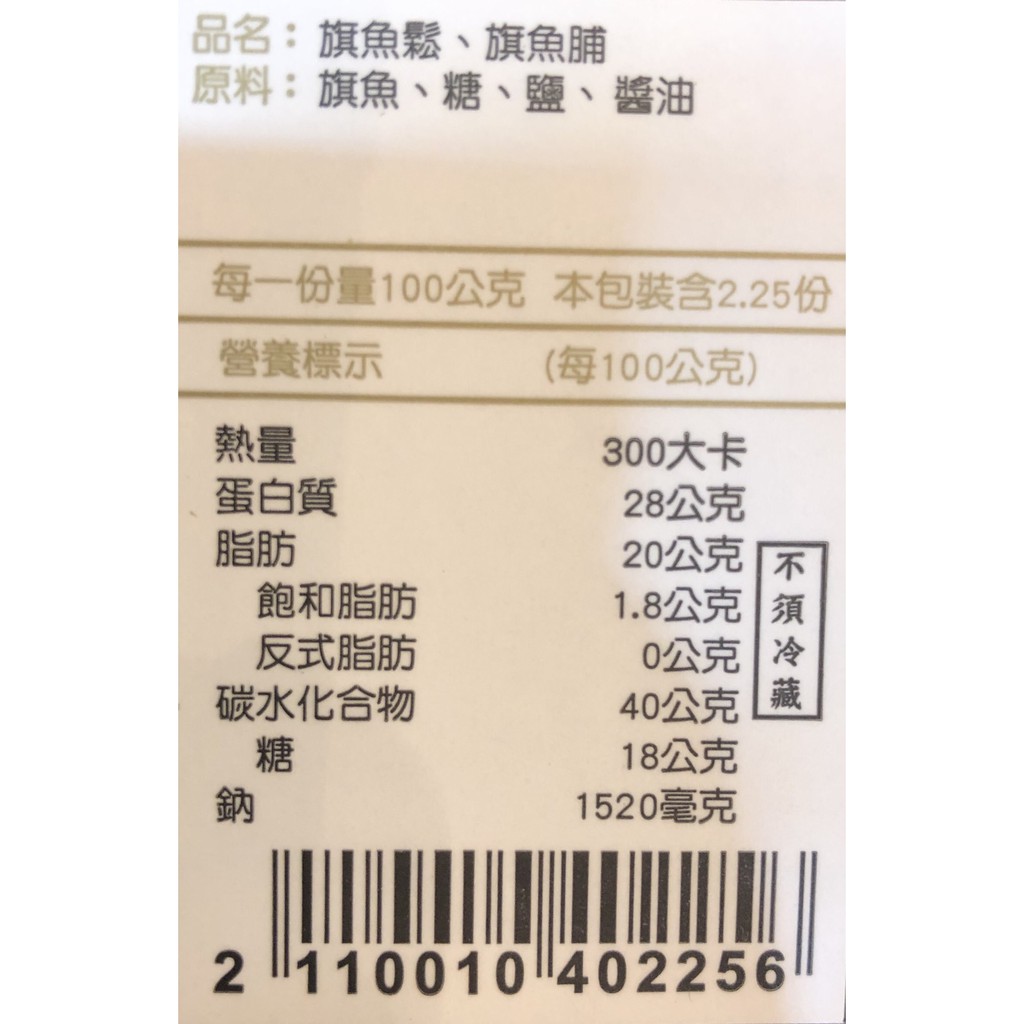 品名：旗魚鬆、旗魚脯
原料：旗魚、糖、鹽、醬油
每一份量100公克 本包裝含2.25份
營養標示 (每100公克)
熱量 300大卡
蛋白質 28公克
脂肪 20公克
飽和脂肪 1.8公克
反式脂肪 0公克
碳水化合物 40公克
糖 18公克
鈉 1520毫克
不須冷藏
2 110010 402256